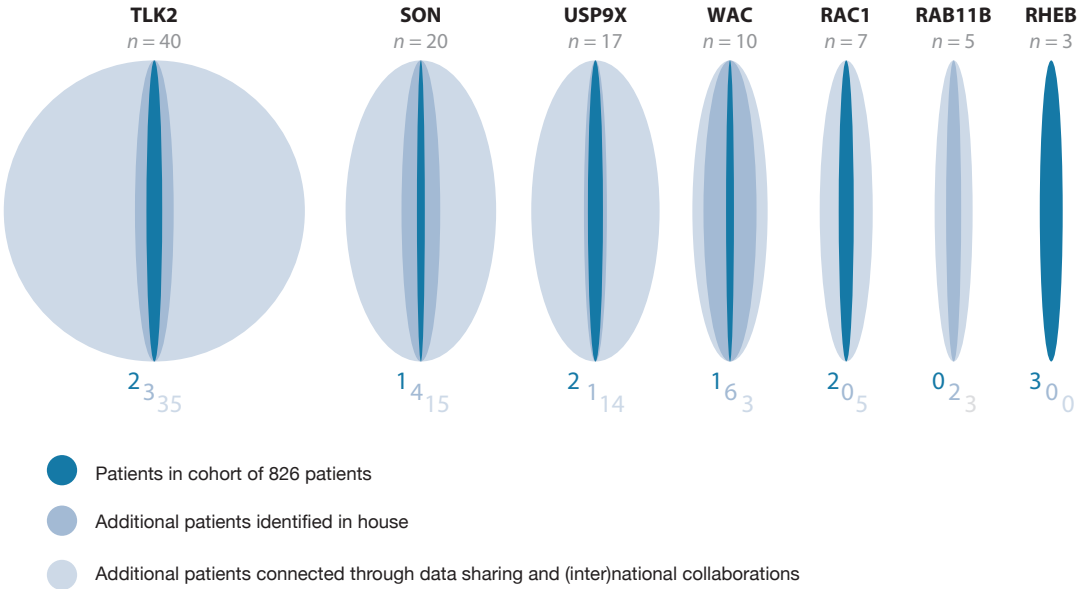 TLK2 SON USP9X WAC RAC1 RAB11B RHEB
n = 40 n = 20 n = 17 n = 10 n = 7 n = 5 n = 3
2 3 35 1 4 15 2 1 14 1 6 3 2 0 5 0 2 3 3 0 0
Patients in cohort of 826 patients
Additional patients identified in house
Additional patients connected through data sharing and (inter)national collaborations